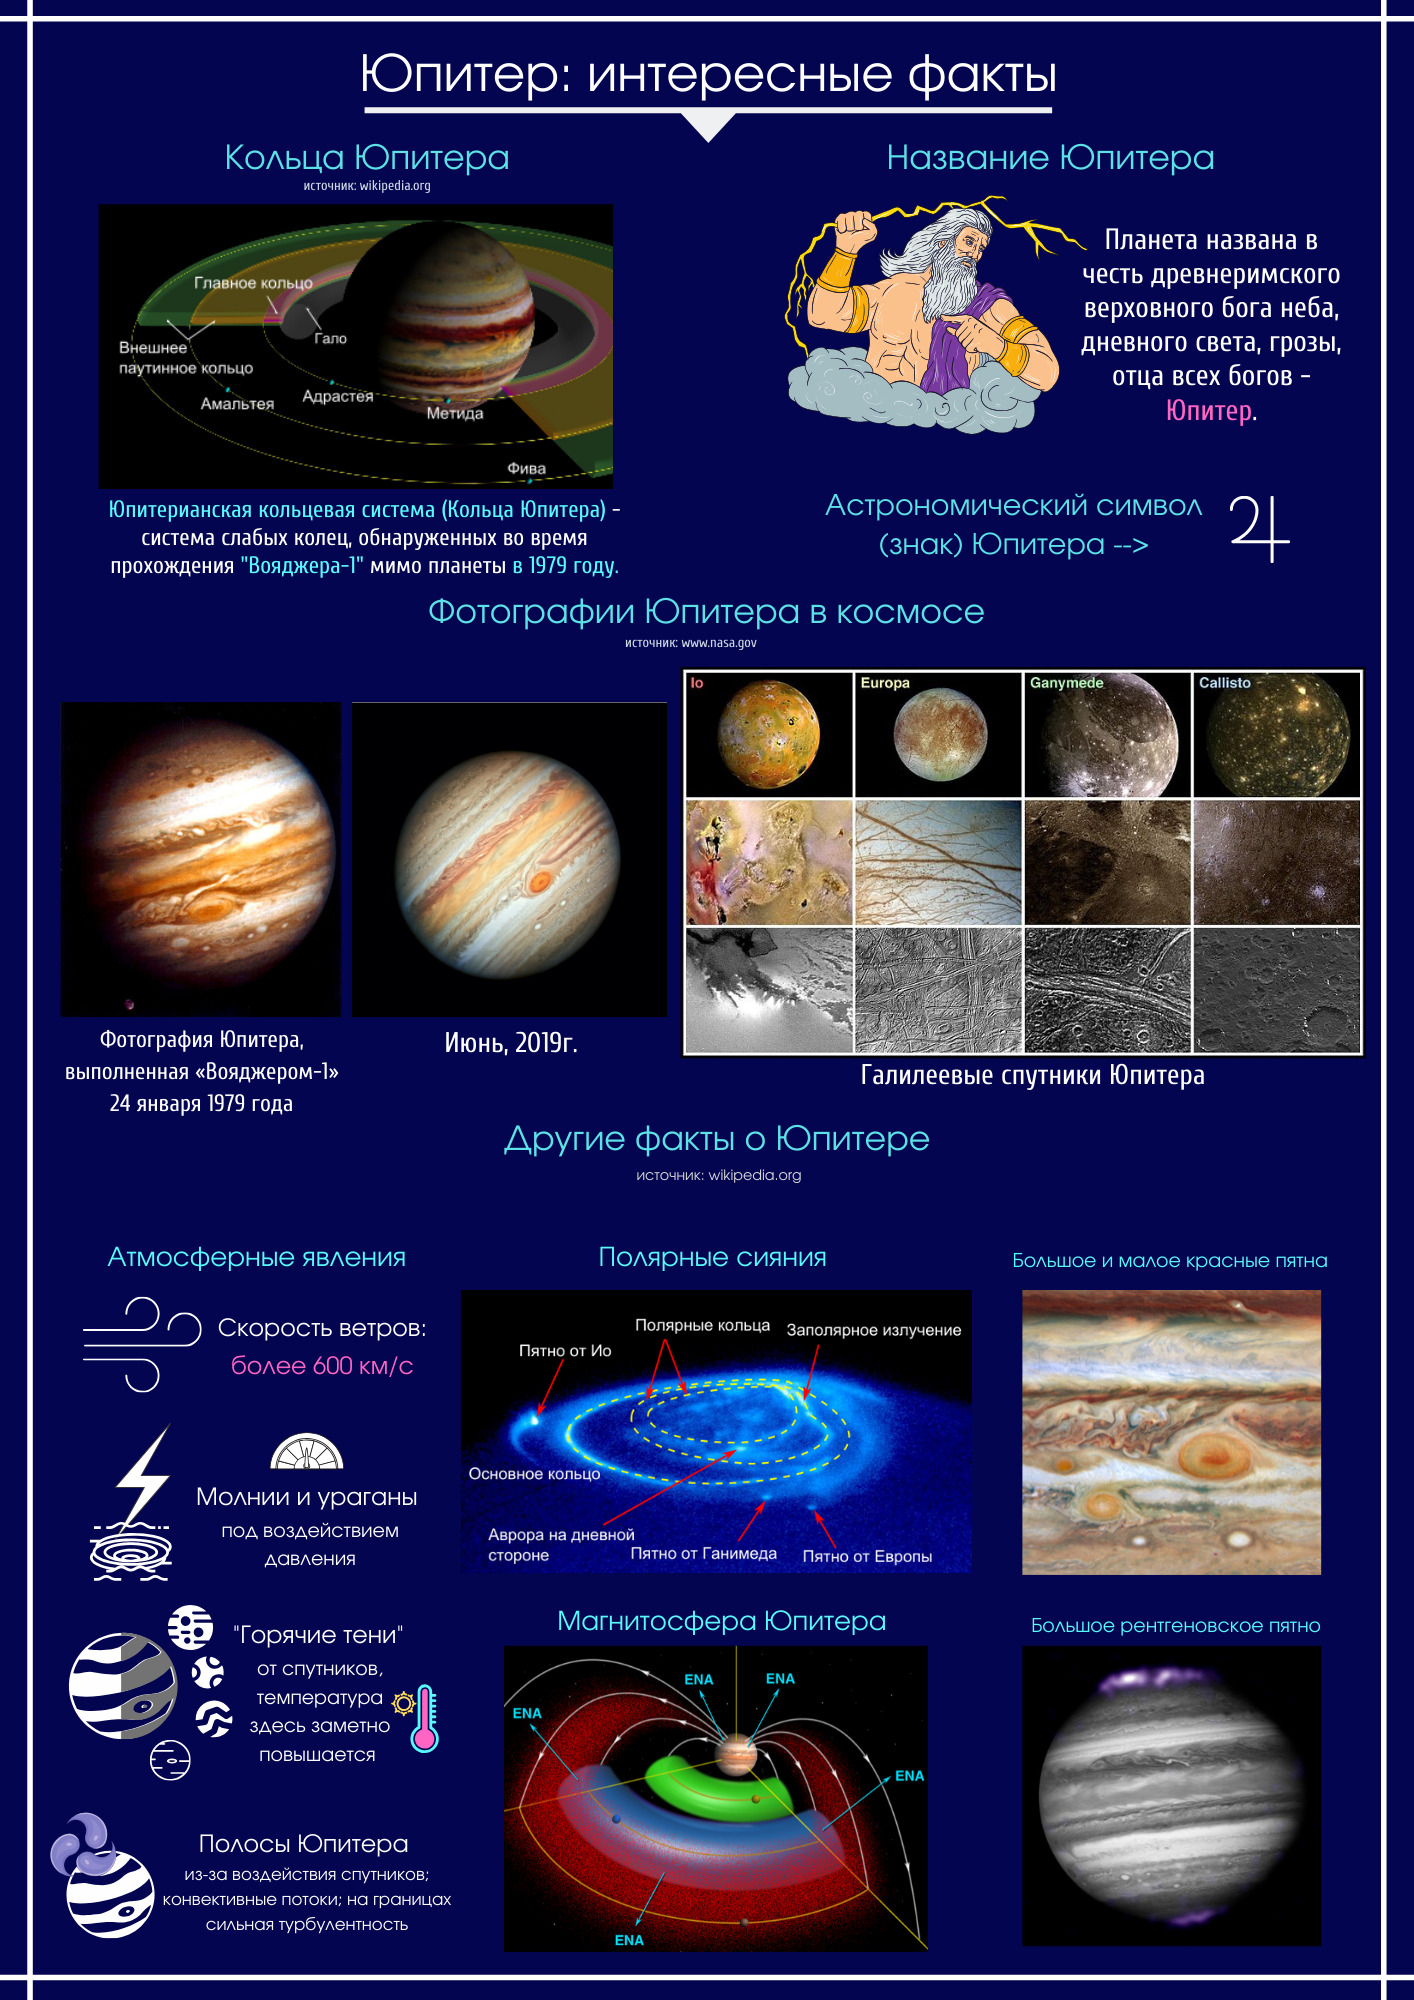 Юпитер: интересные факты
Кольца Юпитера
источник: wikipedia.org
Главное кольцо
Гало
Внешнее
паутинное кольцо
Амальтея
Адрастея
Метида
Фива
Юпитерианская кольцевая система (Кольца Юпитера) -
система слабых колец, обнаруженных во время
прохождения "Вояджера-1" мимо планеты в 1979 году.
Название Юпитера
Планета названа в
честь древнеримского
верховного бога неба,
дневного света, грозы,
отца всех богов -
Юпитер.
Астрономический символ
(знак) Юпитера -->
Фотографии Юпитера в космосе
источник: www.nasa.gov
Фотография Юпитера,
выполненная «Вояджером-1»
24 января 1979 года
Июнь, 2019г.
Io
Europa
Ganymede
Callisto
Галилеевые спутники Юпитера
Другие факты о Юпитере
источник: wikipedia.org
Атмосферные явления
Скорость ветров:
более 600 км/с
Молнии и ураганы
под воздействием
давления
"Горячие тени"
от спутников,
температура
здесь заметно
повышается
Полосы Юпитера
из-за воздействия спутников;
конвективные потоки; на границах
сильная турбулентность
Полярные сияния
Полярные кольца
Заполярное излучение
Пятно от Ио
Основное кольцо
Аврора на дневной
стороне
Пятно от Ганимеда
Пятно от Европы
Магнитосфера Юпитера
ENA
ENA
ENA
ENA
ENA
Большое и малое красные пятна
Большое рентгеновское пятно